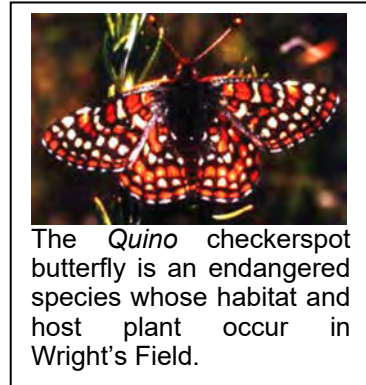 The Quino checkerspot
butterfly is an endangered
species whose habitat and
host plant occur in
Wright's Field.